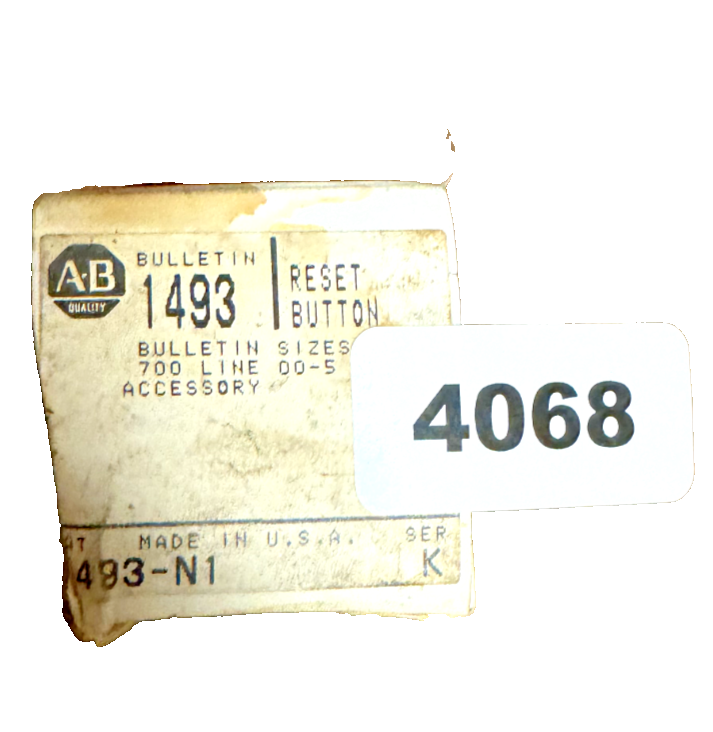 A·B
QUALITY
BULLETIN
1493
RESET
BUTTON
BULLETIN SIZES
700 LINE 00-5
ACCESSORY
4068
MADE IN U.S.A.
SER
493-N1
K